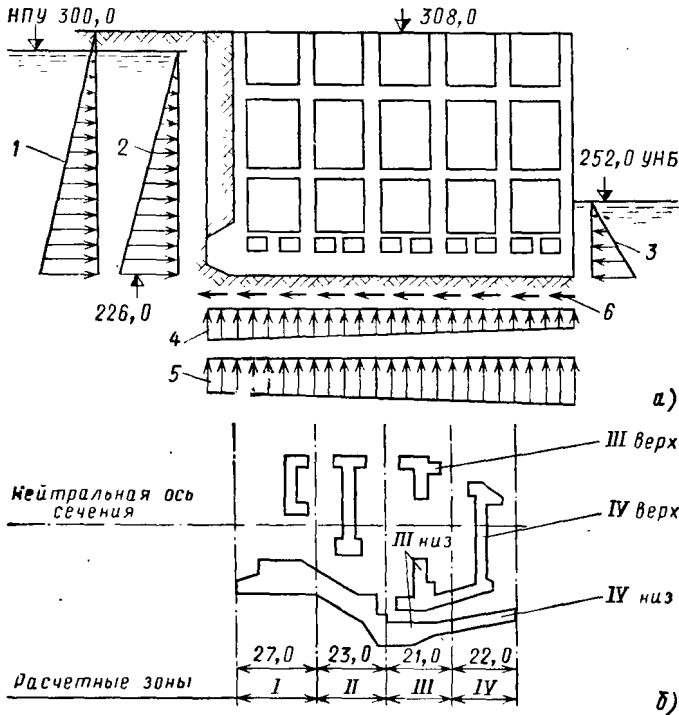 НПУ 300,0
308,0
1
2
252,0 УНБ
3
226,0
6
4
5
а)
III верх
Нейтральная ось
сечения
III низ
IV верх
IV низ
27,0 23,0 21,0 22,0
Расчетные зоны I II III IV
б)